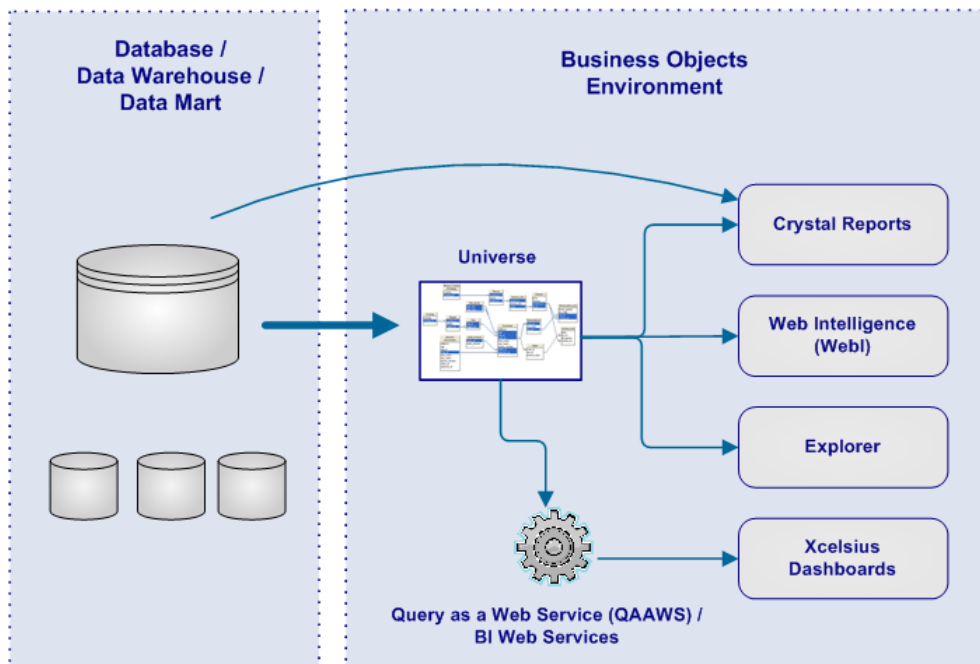 Database /
Data Warehouse /
Data Mart
Business Objects
Environment
Universe
Crystal Reports
Web Intelligence
(WebI)
Explorer
Xcelsius
Dashboards
Query as a Web Service (QAAWS) /
BI Web Services